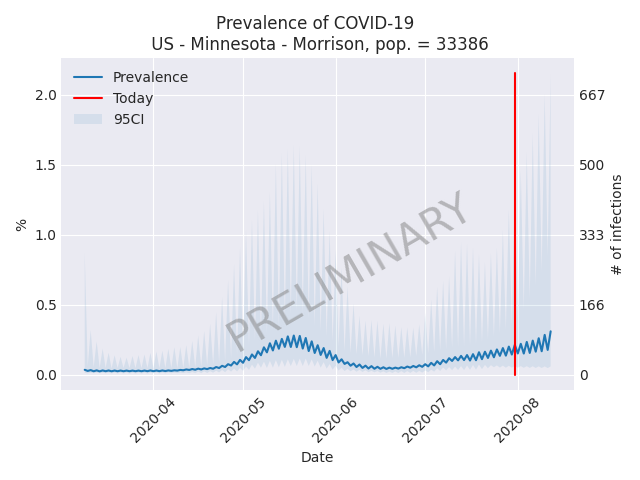 Prevalence of COVID-19
US - Minnesota - Morrison, pop. = 33386
Prevalence
Today
95CI
2.0
1.5
1.0
0.5
0.0
%
667
500
333
166
0
# of infections
PRELIMINARY
2020-04
2020-05
2020-06
2020-07
2020-08
Date